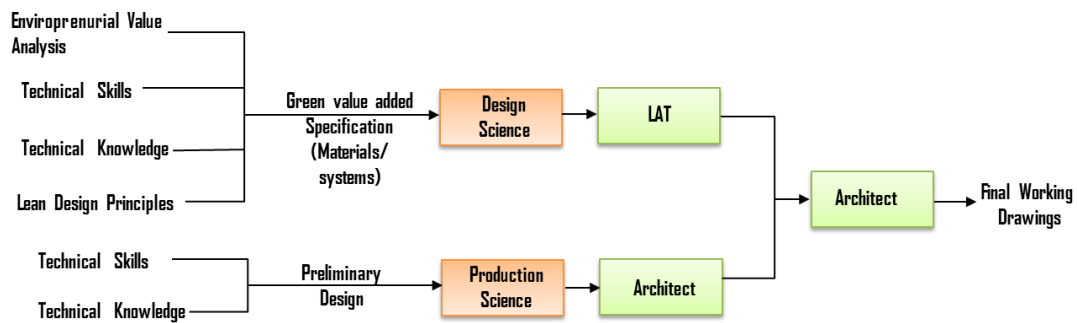 Enviroprenurial Value
Analysis
Technical Skills
Technical Knowledge
Lean Design Principles
Green value added
Specification
(Materials/
systems)
Design
Science
LAT
Architect
Final Working
Drawings
Technical Skills
Technical Knowledge
Preliminary
Design
Production
Science
Architect